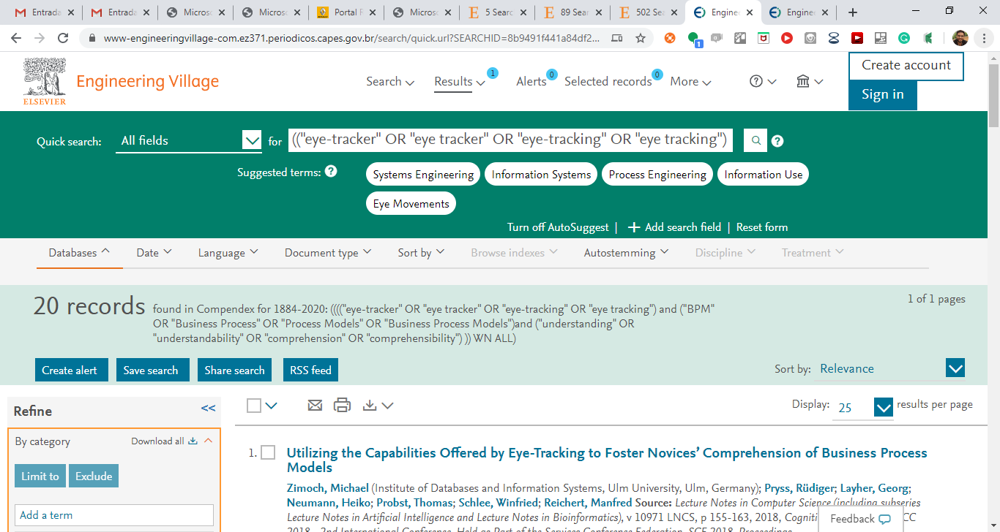 Entrada
Entrada
Microso
Microso
Portal P
Microso
5 Searc
89 Sear
502 Sea
Enginee
Enginee
www-engineeringvillage-com.ez371.periodicos.capes.gov.br/search/quick.url?SEARCHID=8b9491f441a84df2...
1
ELSEVIER
Engineering Village
Search
Results
1
Alerts
0
Selected records
0
More
Create account
Sign in
Quick search:
All fields
for
(("eye-tracker" OR "eye tracker" OR "eye-tracking" OR "eye tracking")
Suggested terms:
Systems Engineering
Information Systems
Process Engineering
Information Use
Eye Movements
Turn off AutoSuggest | + Add search field | Reset form
Databases
Date
Language
Document type
Sort by
Browse indexes
Autostemming
Discipline
Treatment
20 records
found in Compendex for 1884-2020: (((("eye-tracker" OR "eye tracker" OR "eye-tracking" OR "eye tracking") and ("BPM"
OR "Business Process" OR "Process Models" OR "Business Process Models")and ("understanding" OR
"understandability" OR "comprehension" OR "comprehensibility") )) WN ALL)
1 of 1 pages
Create alert
Save search
Share search
RSS feed
Sort by: Relevance
Refine
<<
Display: 25 results per page
By category
Download all
Limit to
Exclude
Add a term
1.
Utilizing the Capabilities Offered by Eye-Tracking to Foster Novices' Comprehension of Business Process
Models
Zimoch, Michael (Institute of Databases and Information Systems, Ulm University, Ulm, Germany); Pryss, Rüdiger; Layher, Georg;
Neumann, Heiko; Probst, Thomas; Schlee, Winfried; Reichert, Manfred Source: Lecture Notes in Computer Science (including subseries
Lecture Notes in Artificial Intelligence and Lecture Notes in Bioinformatics), v 10971 LNCS, p 155-163, 2018, Cogniti
CC
2018 - 2nd International Conference, Held as Part of the Services Conference Federation, SCF 2018, Proceedings
Feedback